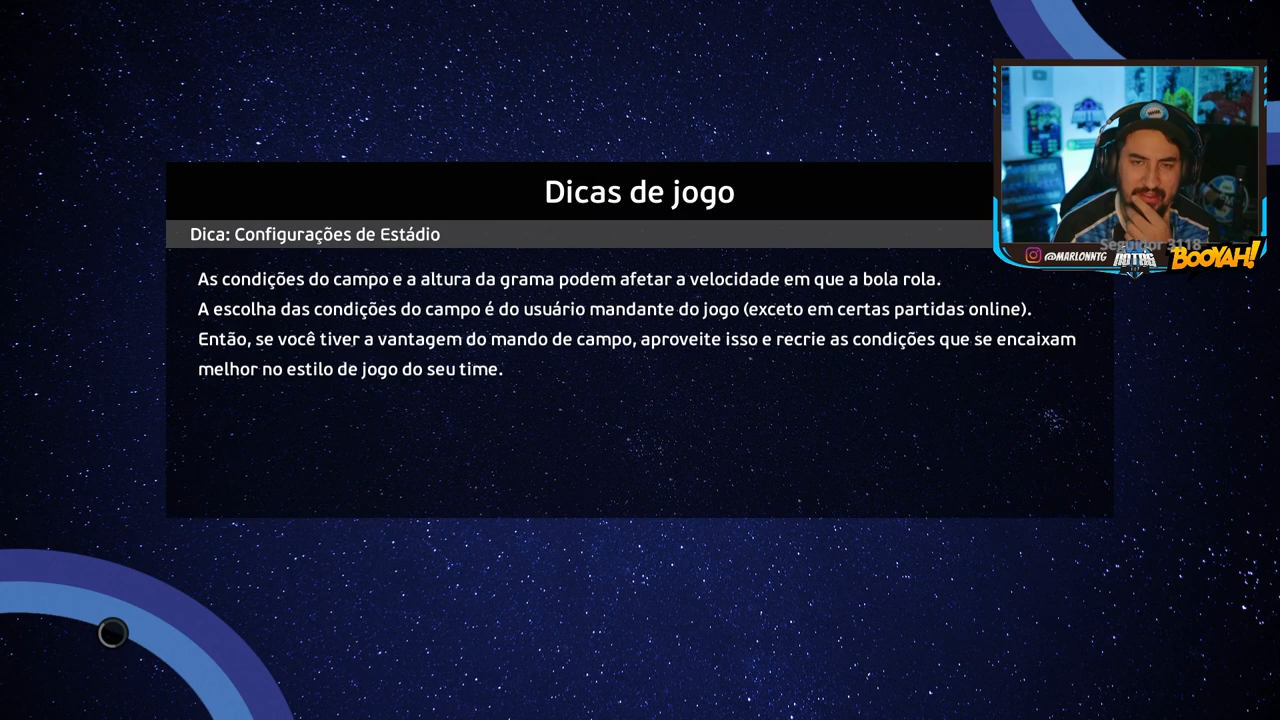 Dicas de jogo
Dica: Configurações de Estádio
As condições do campo e a altura da grama podem afetar a velocidade em que a bola rola.
A escolha das condições do campo é do usuário mandante do jogo (exceto em certas partidas online).
Então, se você tiver a vantagem do mando de campo, aproveite isso e recrie as condições que se encaixam
melhor no estilo de jogo do seu time.
Seguidor 3118
@MARLONNTG
BOOYAH!